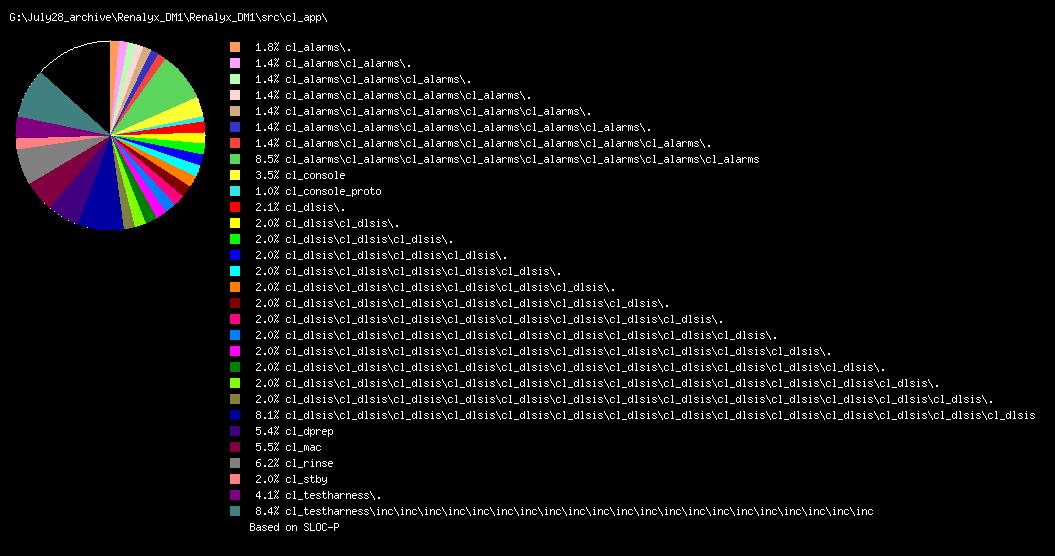 G:\July28_archive\Renalyx_DM1\Renalyx_DM1\src\cl_app\
1.8% cl_alarms\.
1.4% cl_alarms\cl_alarms\.
1.4% cl_alarms\cl_alarms\cl_alarms\.
1.4% cl_alarms\cl_alarms\cl_alarms\cl_alarms\.
1.4% cl_alarms\cl_alarms\cl_alarms\cl_alarms\cl_alarms\.
1.4% cl_alarms\cl_alarms\cl_alarms\cl_alarms\cl_alarms\cl_alarms\.
1.4% cl_alarms\cl_alarms\cl_alarms\cl_alarms\cl_alarms\cl_alarms\cl_alarms\.
8.5% cl_alarms\cl_alarms\cl_alarms\cl_alarms\cl_alarms\cl_alarms\cl_alarms\cl_alarms
3.5% cl_console
1.0% cl_console_proto
2.1% cl_dlsis\.
2.0% cl_dlsis\cl_dlsis\.
2.0% cl_dlsis\cl_dlsis\cl_dlsis\.
2.0% cl_dlsis\cl_dlsis\cl_dlsis\cl_dlsis\.
2.0% cl_dlsis\cl_dlsis\cl_dlsis\cl_dlsis\cl_dlsis\.
2.0% cl_dlsis\cl_dlsis\cl_dlsis\cl_dlsis\cl_dlsis\cl_dlsis\.
2.0% cl_dlsis\cl_dlsis\cl_dlsis\cl_dlsis\cl_dlsis\cl_dlsis\cl_dlsis\.
2.0% cl_dlsis\cl_dlsis\cl_dlsis\cl_dlsis\cl_dlsis\cl_dlsis\cl_dlsis\cl_dlsis\.
2.0% cl_dlsis\cl_dlsis\cl_dlsis\cl_dlsis\cl_dlsis\cl_dlsis\cl_dlsis\cl_dlsis\cl_dlsis\.
2.0% cl_dlsis\cl_dlsis\cl_dlsis\cl_dlsis\cl_dlsis\cl_dlsis\cl_dlsis\cl_dlsis\cl_dlsis\cl_dlsis\.
2.0% cl_dlsis\cl_dlsis\cl_dlsis\cl_dlsis\cl_dlsis\cl_dlsis\cl_dlsis\cl_dlsis\cl_dlsis\cl_dlsis\cl_dlsis\.
2.0% cl_dlsis\cl_dlsis\cl_dlsis\cl_dlsis\cl_dlsis\cl_dlsis\cl_dlsis\cl_dlsis\cl_dlsis\cl_dlsis\cl_dlsis\cl_dlsis\.
2.0% cl_dlsis\cl_dlsis\cl_dlsis\cl_dlsis\cl_dlsis\cl_dlsis\cl_dlsis\cl_dlsis\cl_dlsis\cl_dlsis\cl_dlsis\cl_dlsis\cl_dlsis\.
8.1% cl_dlsis\cl_dlsis\cl_dlsis\cl_dlsis\cl_dlsis\cl_dlsis\cl_dlsis\cl_dlsis\cl_dlsis\cl_dlsis\cl_dlsis\cl_dlsis\cl_dlsis\cl_dlsis
5.4% cl_dprep
5.5% cl_mac
6.2% cl_rinse
2.0% cl_stby
4.1% cl_testharness\.
8.4% cl_testharness\inc\inc\inc\inc\inc\inc\inc\inc\inc\inc\inc\inc\inc\inc\inc\inc\inc\inc\inc\inc\inc
Based on SLOC-P